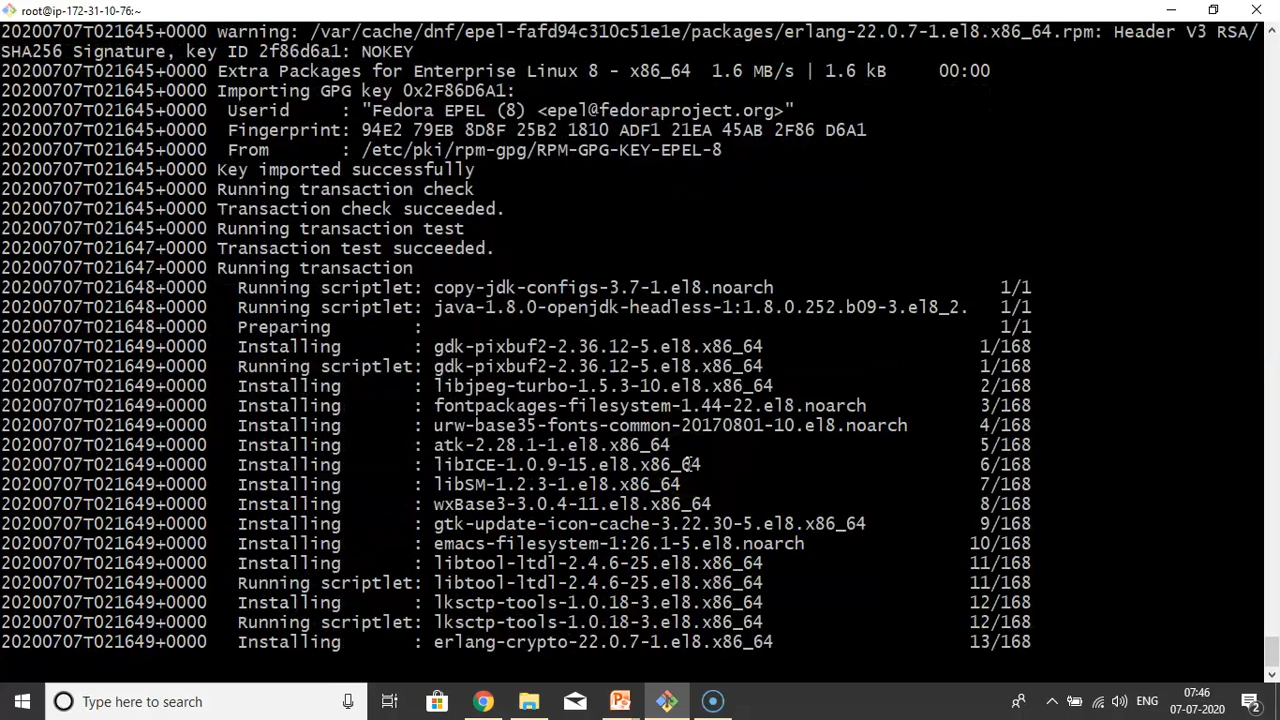 root@ip-172-31-10-76:~
20200707T021645+0000 warning: /var/cache/dnf/epel-fafd94c310c51e1e/packages/erlang-22.0.7-1.el8.x86_64.rpm: Header V3 RSA/
SHA256 Signature, key ID 2f86d6a1: NOKEY
20200707T021645+0000 Extra Packages for Enterprise Linux 8 - x86_64  1.6 MB/s | 1.6 kB     00:00
20200707T021645+0000 Importing GPG key 0x2F86D6A1:
20200707T021645+0000  Userid     : "Fedora EPEL (8) <epel@fedoraproject.org>"
20200707T021645+0000  Fingerprint: 94E2 79EB 8D8F 25B2 1810 ADF1 21EA 45AB 2F86 D6A1
20200707T021645+0000  From       : /etc/pki/rpm-gpg/RPM-GPG-KEY-EPEL-8
20200707T021645+0000 Key imported successfully
20200707T021645+0000 Running transaction check
20200707T021645+0000 Transaction check succeeded.
20200707T021645+0000 Running transaction test
20200707T021647+0000 Transaction test succeeded.
20200707T021647+0000 Running transaction
20200707T021648+0000   Running scriptlet: copy-jdk-configs-3.7-1.el8.noarch 1/1
20200707T021648+0000   Running scriptlet: java-1.8.0-openjdk-headless-1:1.8.0.252.b09-3.el8_2. 1/1
20200707T021648+0000   Preparing        : 1/1
20200707T021648+0000   Installing       : gdk-pixbuf2-2.36.12-5.el8.x86_64 1/168
20200707T021649+0000   Running scriptlet: gdk-pixbuf2-2.36.12-5.el8.x86_64 1/168
20200707T021649+0000   Installing       : libjpeg-turbo-1.5.3-10.el8.x86_64 2/168
20200707T021649+0000   Installing       : fontpackages-filesystem-1.44-22.el8.noarch 3/168
20200707T021649+0000   Installing       : urw-base35-fonts-common-20170801-10.el8.noarch 4/168
20200707T021649+0000   Installing       : atk-2.28.1-1.el8.x86_64 5/168
20200707T021649+0000   Installing       : libICE-1.0.9-15.el8.x86_64 6/168
20200707T021649+0000   Installing       : libSM-1.2.3-1.el8.x86_64 7/168
20200707T021649+0000   Installing       : wxBase3-3.0.4-11.el8.x86_64 8/168
20200707T021649+0000   Installing       : gtk-update-icon-cache-3.22.30-5.el8.x86_64 9/168
20200707T021649+0000   Installing       : emacs-filesystem-1:26.1-5.el8.noarch 10/168
20200707T021649+0000   Installing       : libtool-ltdl-2.4.6-25.el8.x86_64 11/168
20200707T021649+0000   Running scriptlet: libtool-ltdl-2.4.6-25.el8.x86_64 11/168
20200707T021649+0000   Installing       : lksctp-tools-1.0.18-3.el8.x86_64 12/168
20200707T021649+0000   Running scriptlet: lksctp-tools-1.0.18-3.el8.x86_64 12/168
20200707T021649+0000   Installing       : erlang-crypto-22.0.7-1.el8.x86_64 13/168
Type here to search
ENG
07:46
07-07-2020
2